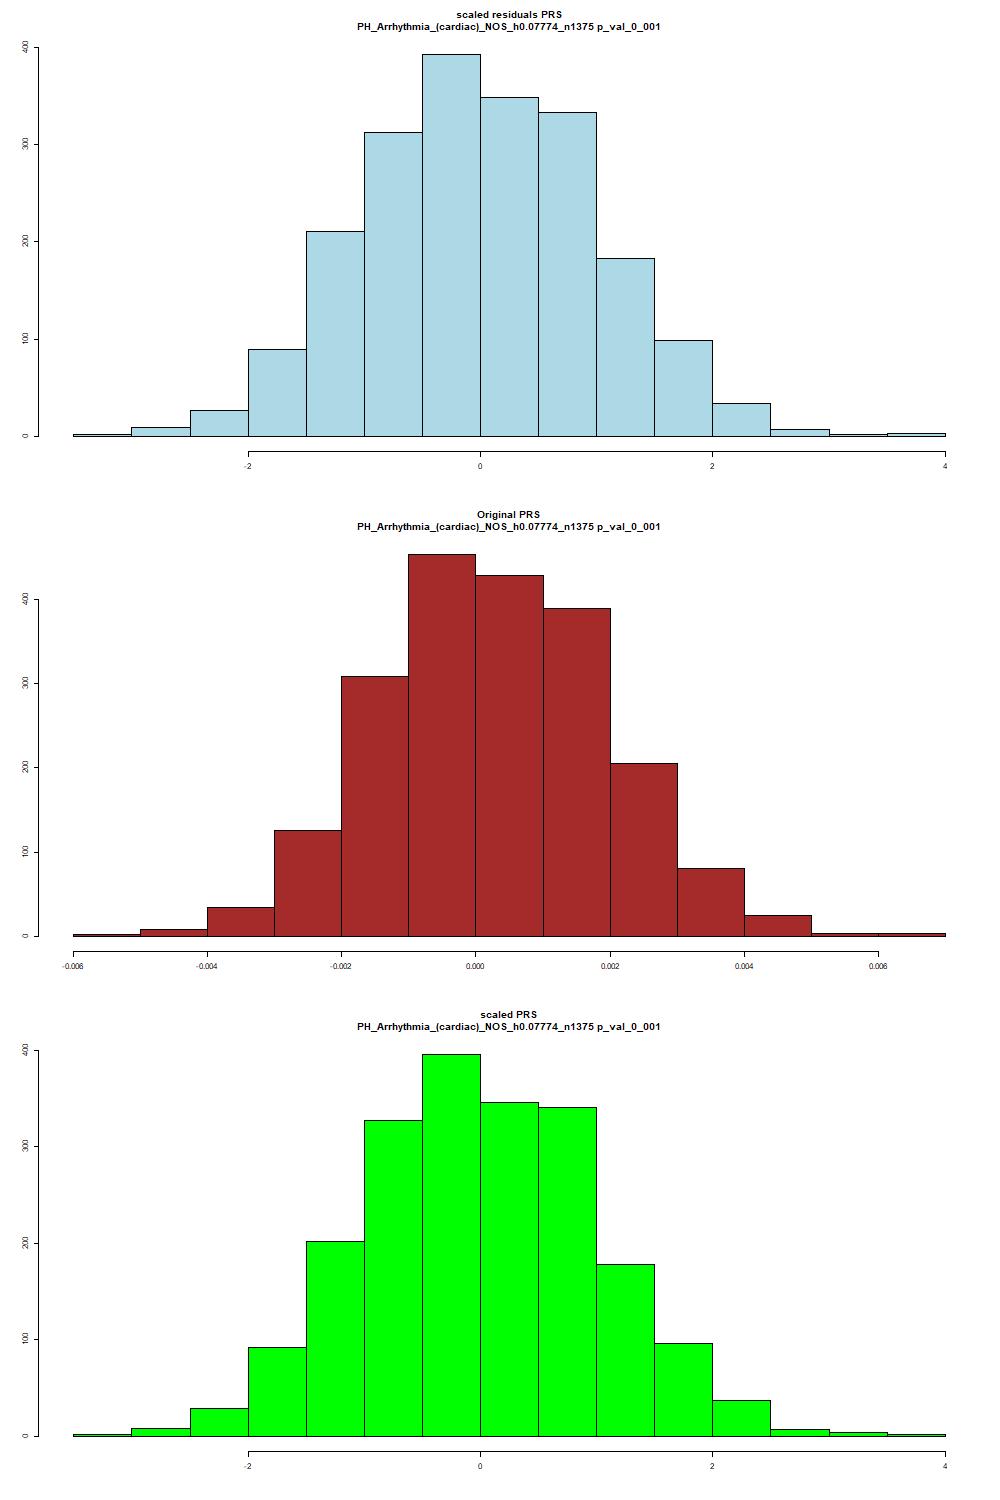 scaled residuals PRS
PH_Arrhythmia_(cardiac)_NOS_h0.07774_n1375 p_val_0_001
400
300
200
100
0
-2 0 2 4
Original PRS
PH_Arrhythmia_(cardiac)_NOS_h0.07774_n1375 p_val_0_001
400
300
200
100
0
-0.006 -0.004 -0.002 0.000 0.002 0.004 0.006
scaled PRS
PH_Arrhythmia_(cardiac)_NOS_h0.07774_n1375 p_val_0_001
400
300
200
100
0
-2 0 2 4